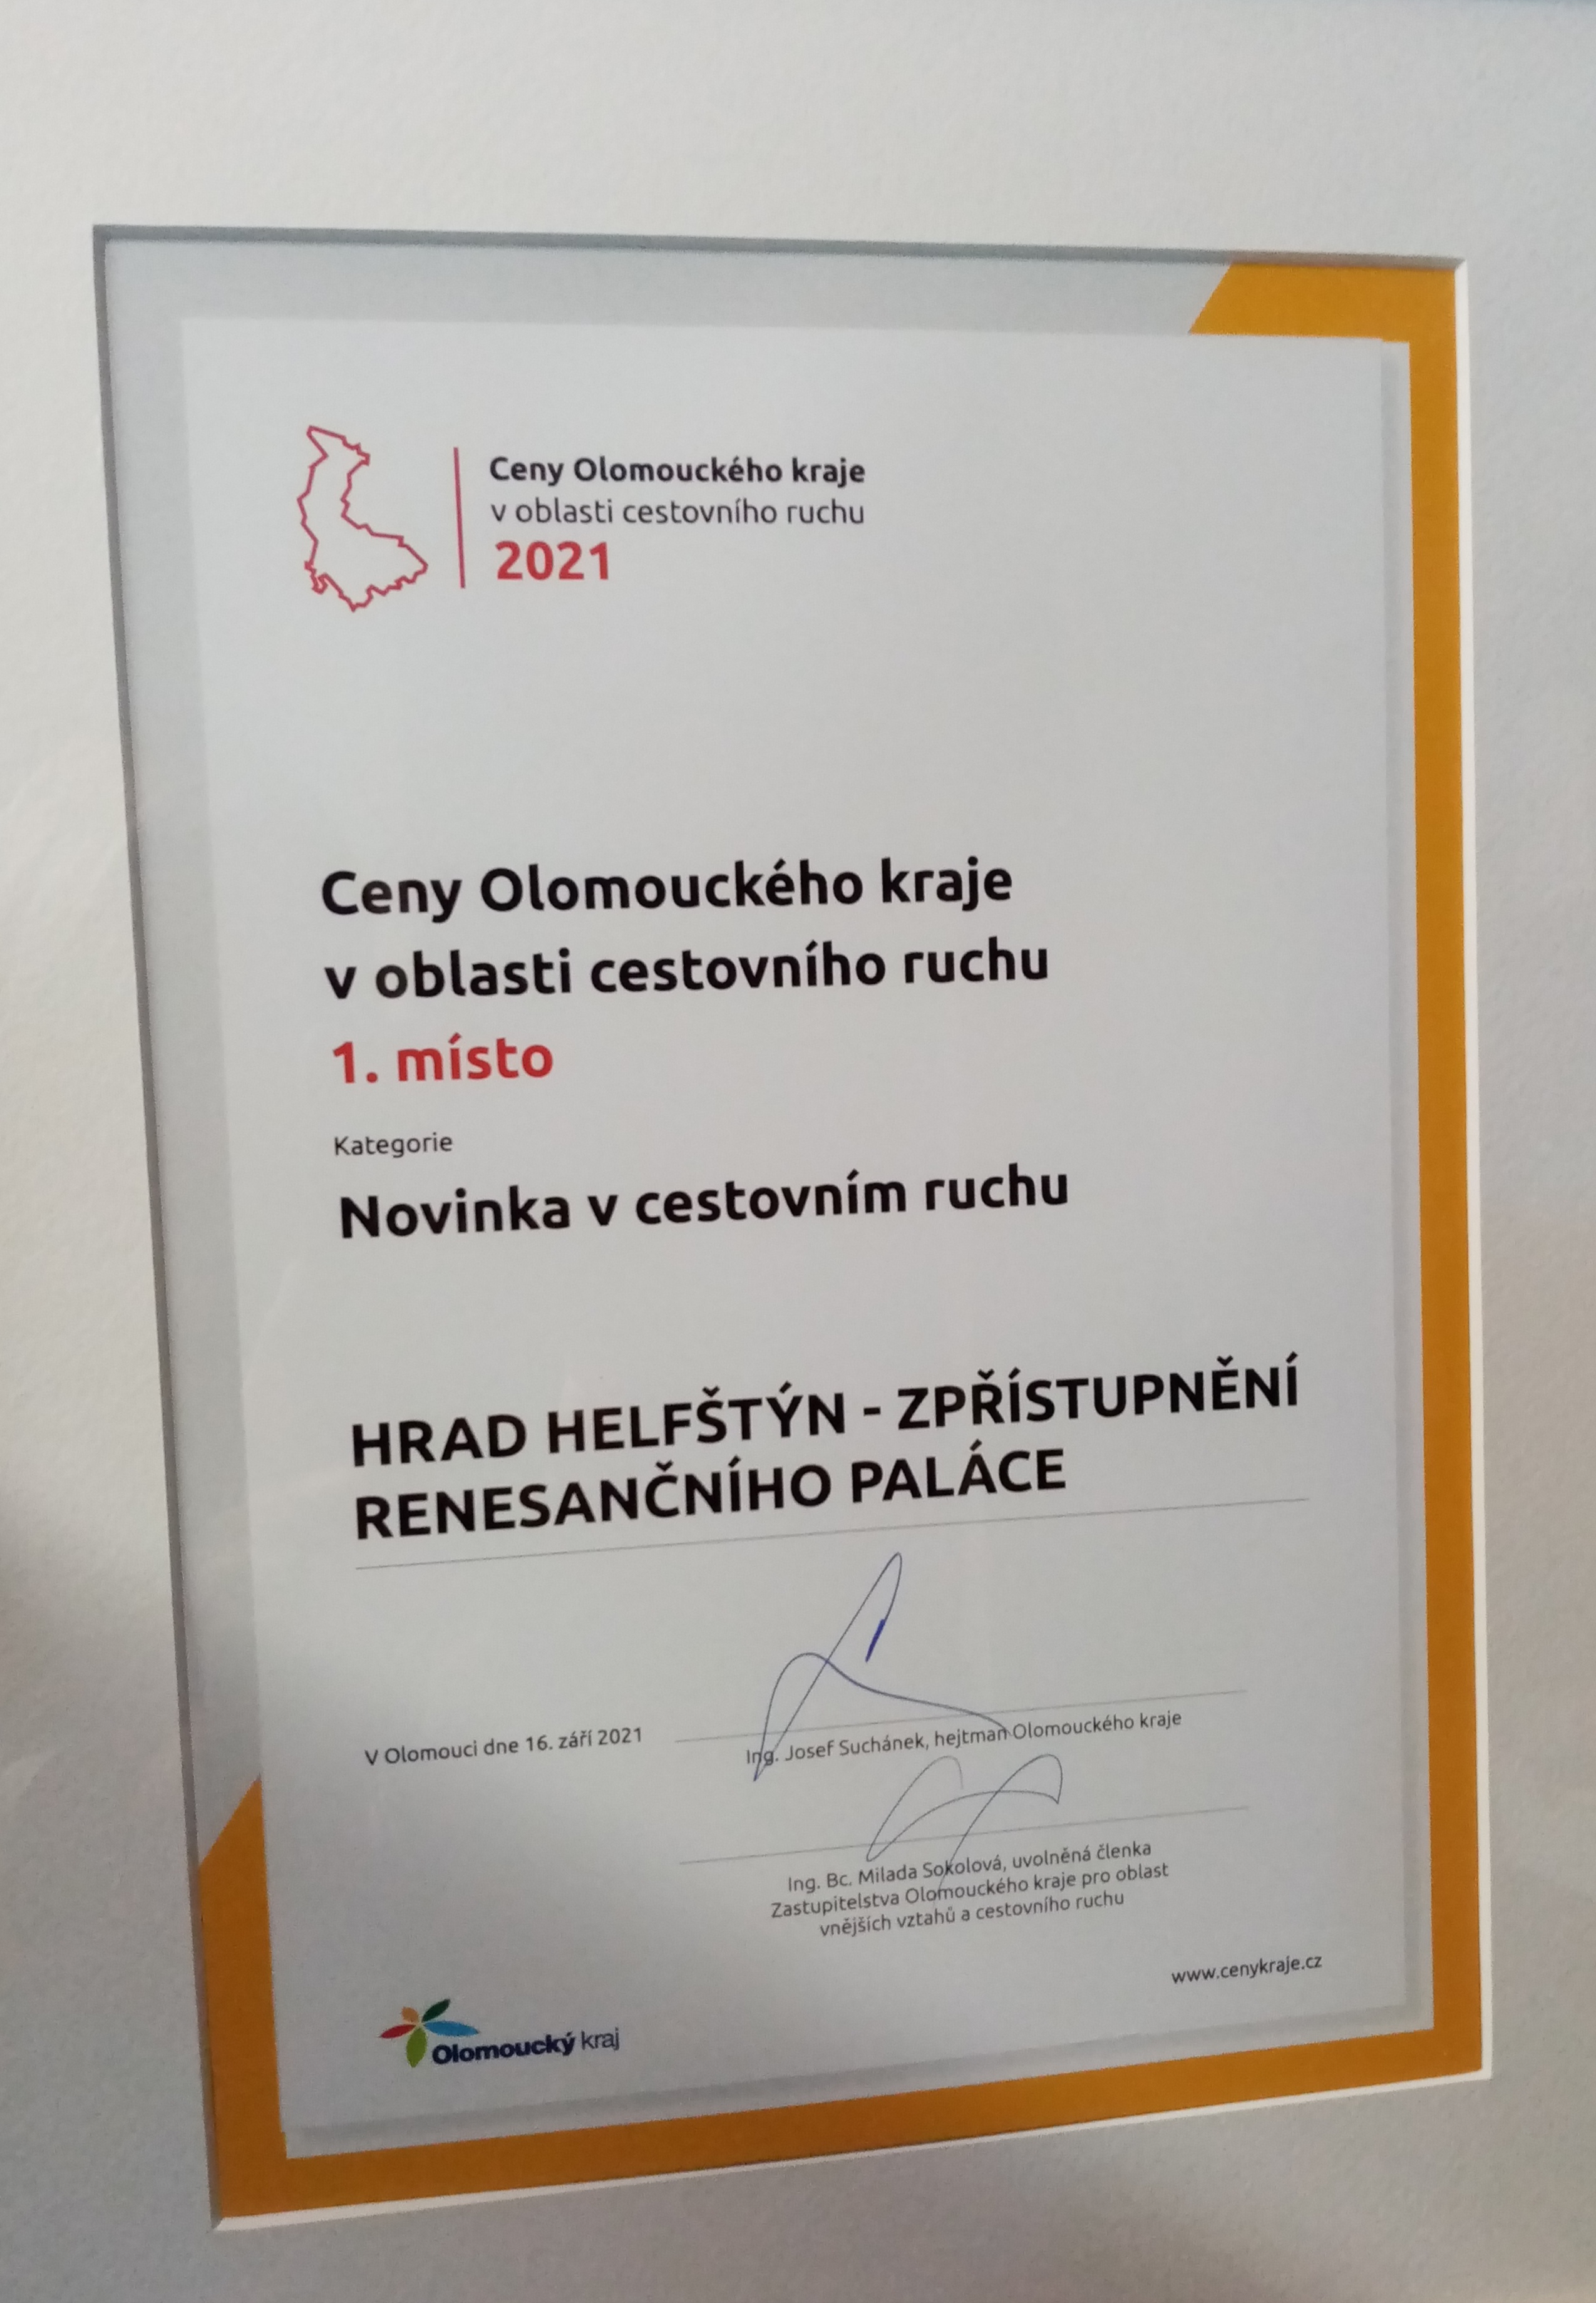 Ceny Olomouckého kraje
v oblasti cestovního ruchu
2021
Ceny Olomouckého kraje
v oblasti cestovního ruchu
1. místo
Kategorie
Novinka v cestovním ruchu
HRAD HELFŠTÝN - ZPŘÍSTUPNĚNÍ
RENESANČNÍHO PALÁCE
V Olomouci dne 16. září 2021
Ing. Josef Suchánek, hejtman Olomouckého kraje
Ing. Bc. Milada Sokolová, uvolněná členka
Zastupitelstva Olomouckého kraje pro oblast
vnějších vztahů a cestovního ruchu
www.cenykraje.cz
Olomoucký kraj